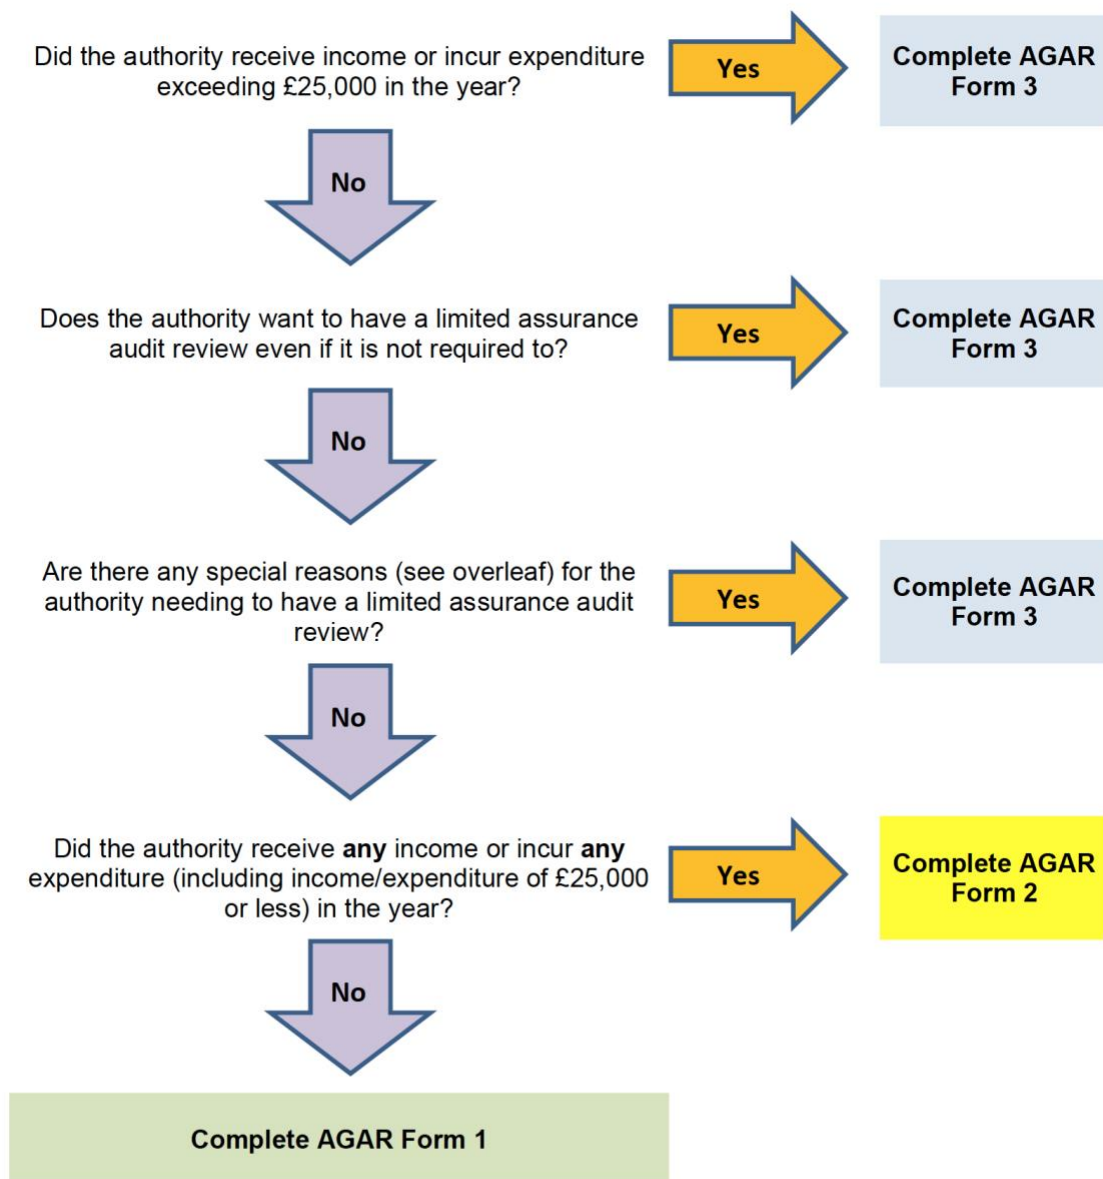 Did the authority receive income or incur expenditure
exceeding £25,000 in the year?
Yes
Complete AGAR
Form 3
No
Does the authority want to have a limited assurance
audit review even if it is not required to?
Yes
Complete AGAR
Form 3
No
Are there any special reasons (see overleaf) for the
authority needing to have a limited assurance audit
review?
Yes
Complete AGAR
Form 3
No
Did the authority receive any income or incur any
expenditure (including income/expenditure of £25,000
or less) in the year?
Yes
Complete AGAR
Form 2
No
Complete AGAR Form 1